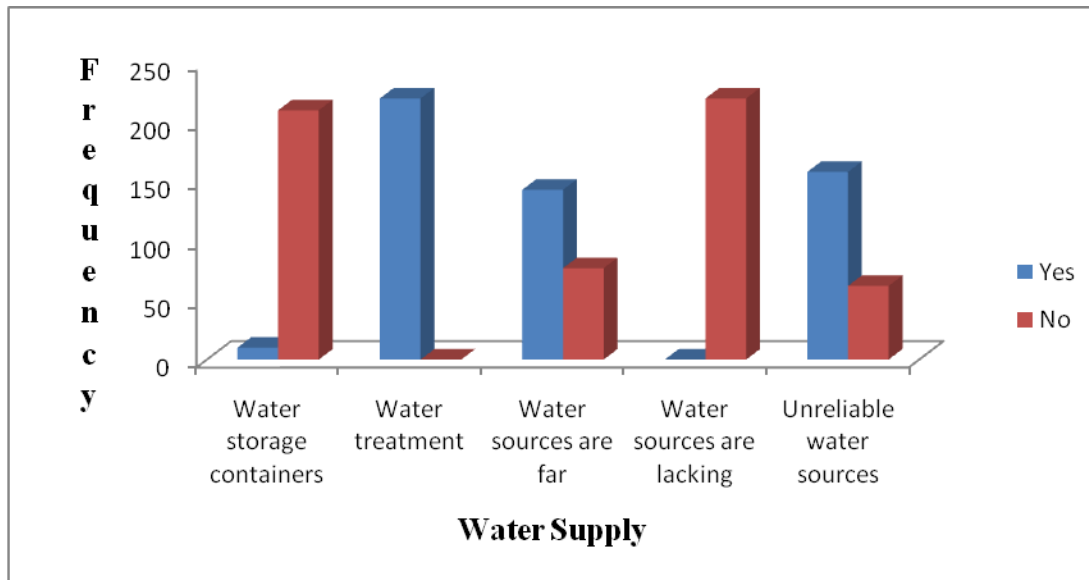 Frequency
250
200
150
100
50
0
Yes
No
Water
storage
containers
Water
treatment
Water
sources are
far
Water
sources are
lacking
Unreliable
water
sources
Water Supply